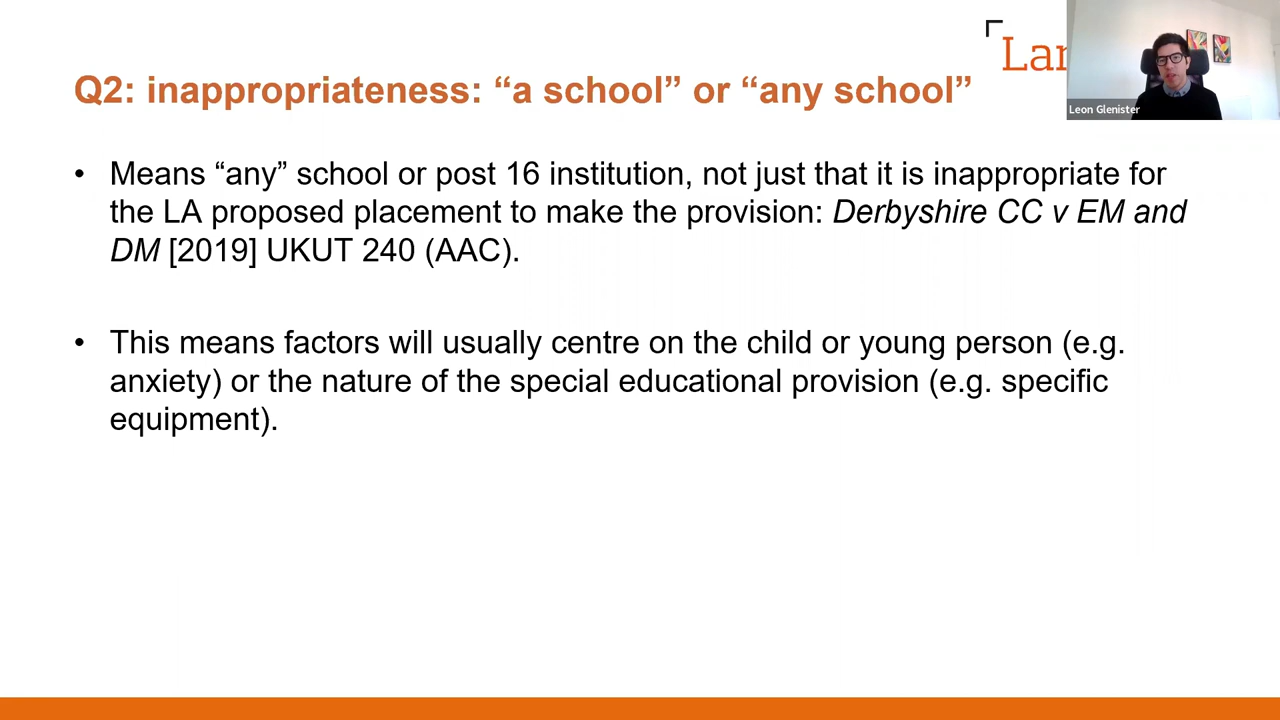 Q2: inappropriateness: “a school” or “any school”
Leon Glenister
• Means “any” school or post 16 institution, not just that it is inappropriate for
the LA proposed placement to make the provision: Derbyshire CC v EM and
DM [2019] UKUT 240 (AAC).
• This means factors will usually centre on the child or young person (e.g.
anxiety) or the nature of the special educational provision (e.g. specific
equipment).